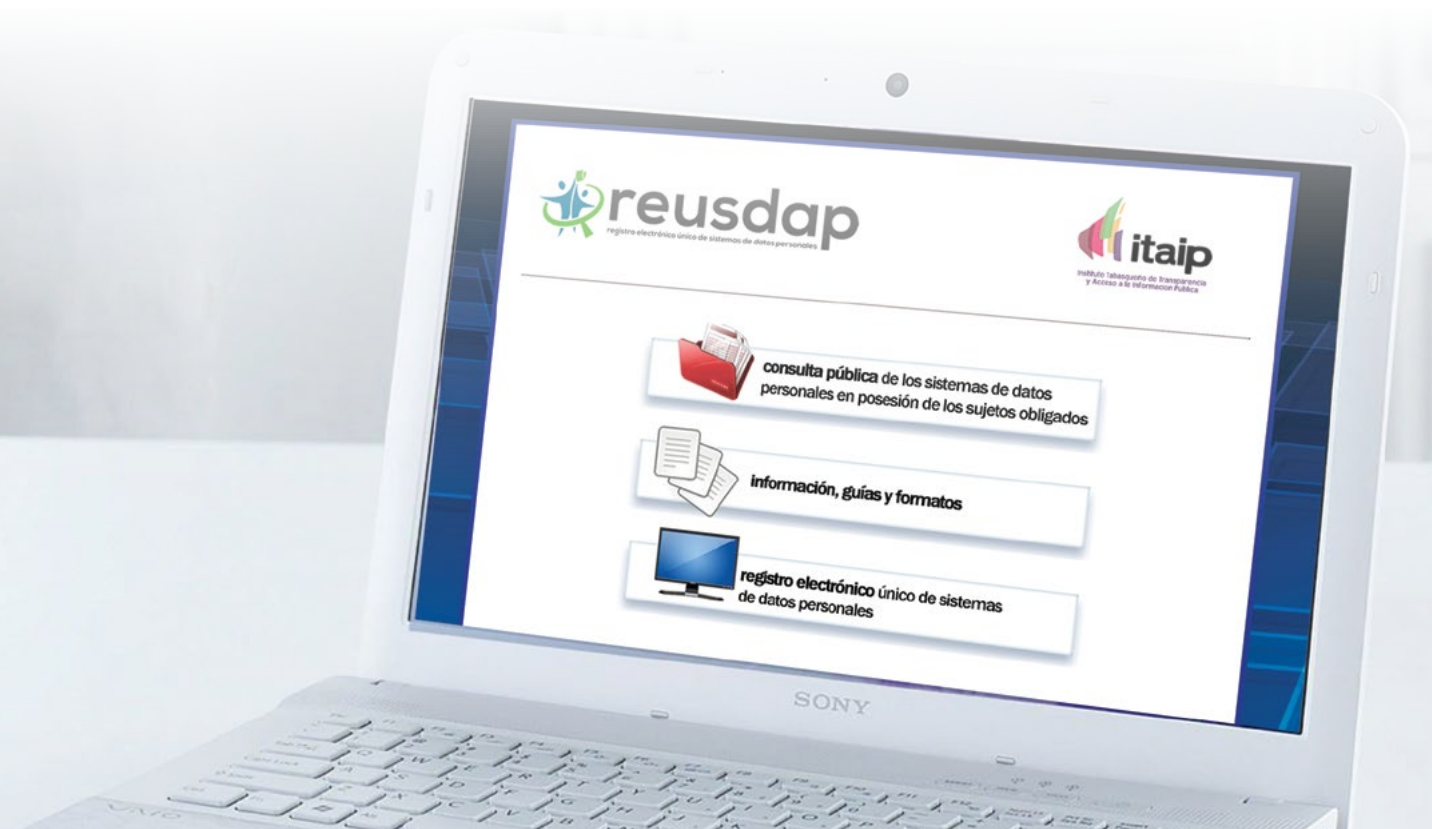 reusdap
registro electrónico único de sistemas de datos personales
itaip
Instituto Tabasqueño de Transparencia
y Acceso a la Información Pública
consulta pública de los sistemas de datos
personales en posesión de los sujetos obligados
información, guías y formatos
registro electrónico único de sistemas
de datos personales
SONY